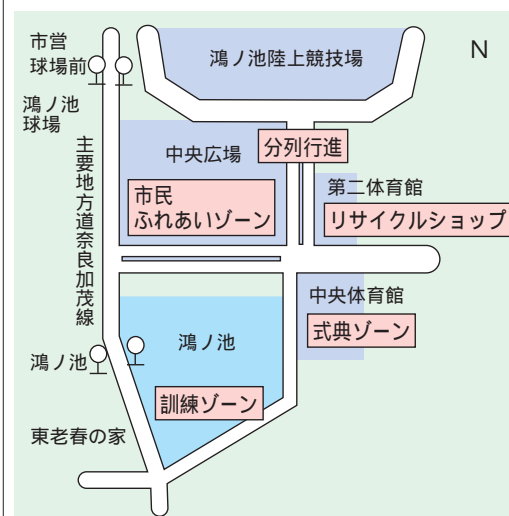 市営
球場前
鴻ノ池
球場
鴻ノ池陸上競技場
N
主要地方道奈良加茂線
中央広場
分列行進
市民
ふれあいゾーン
第二体育館
リサイクルショップ
中央体育館
式典ゾーン
鴻ノ池
鴻ノ池
訓練ゾーン
東老春の家